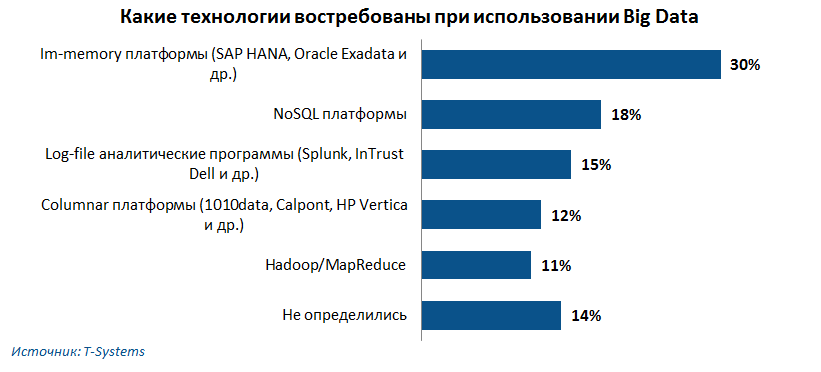 Какие технологии востребованы при использовании Big Data
Im-memory платформы (SAP HANA, Oracle Exadata и
др.)
30%
NoSQL платформы
18%
Log-file аналитические программы (Splunk, InTrust
Dell и др.)
15%
Columnar платформы (1010data, Calpont, HP Vertica
и др.)
12%
Hadoop/MapReduce
11%
Не определились
14%
Источник: T-Systems